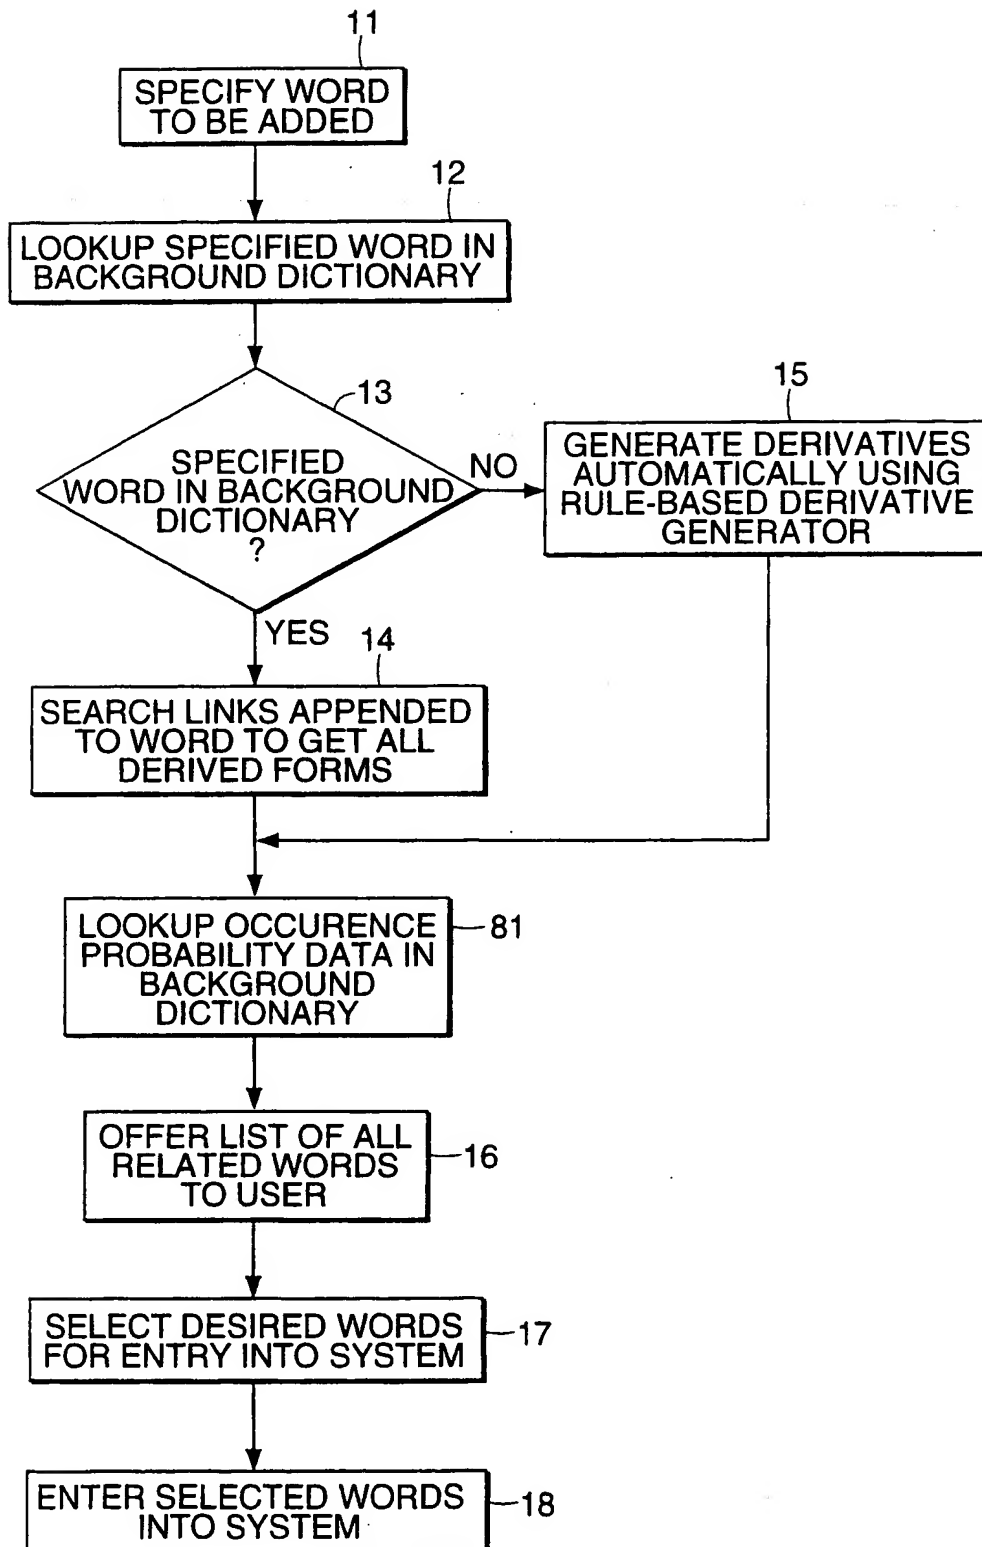 11
SPECIFY WORD
TO BE ADDED
12
LOOKUP SPECIFIED WORD IN
BACKGROUND DICTIONARY
13
SPECIFIED
WORD IN BACKGROUND
DICTIONARY
?
NO
15
GENERATE DERIVATIVES
AUTOMATICALLY USING
RULE-BASED DERIVATIVE
GENERATOR
YES
14
SEARCH LINKS APPENDED
TO WORD TO GET ALL
DERIVED FORMS
LOOKUP OCCURENCE
PROBABILITY DATA IN
BACKGROUND
DICTIONARY
81
OFFER LIST OF ALL
RELATED WORDS
TO USER
16
SELECT DESIRED WORDS
FOR ENTRY INTO SYSTEM
17
ENTER SELECTED WORDS
INTO SYSTEM
18